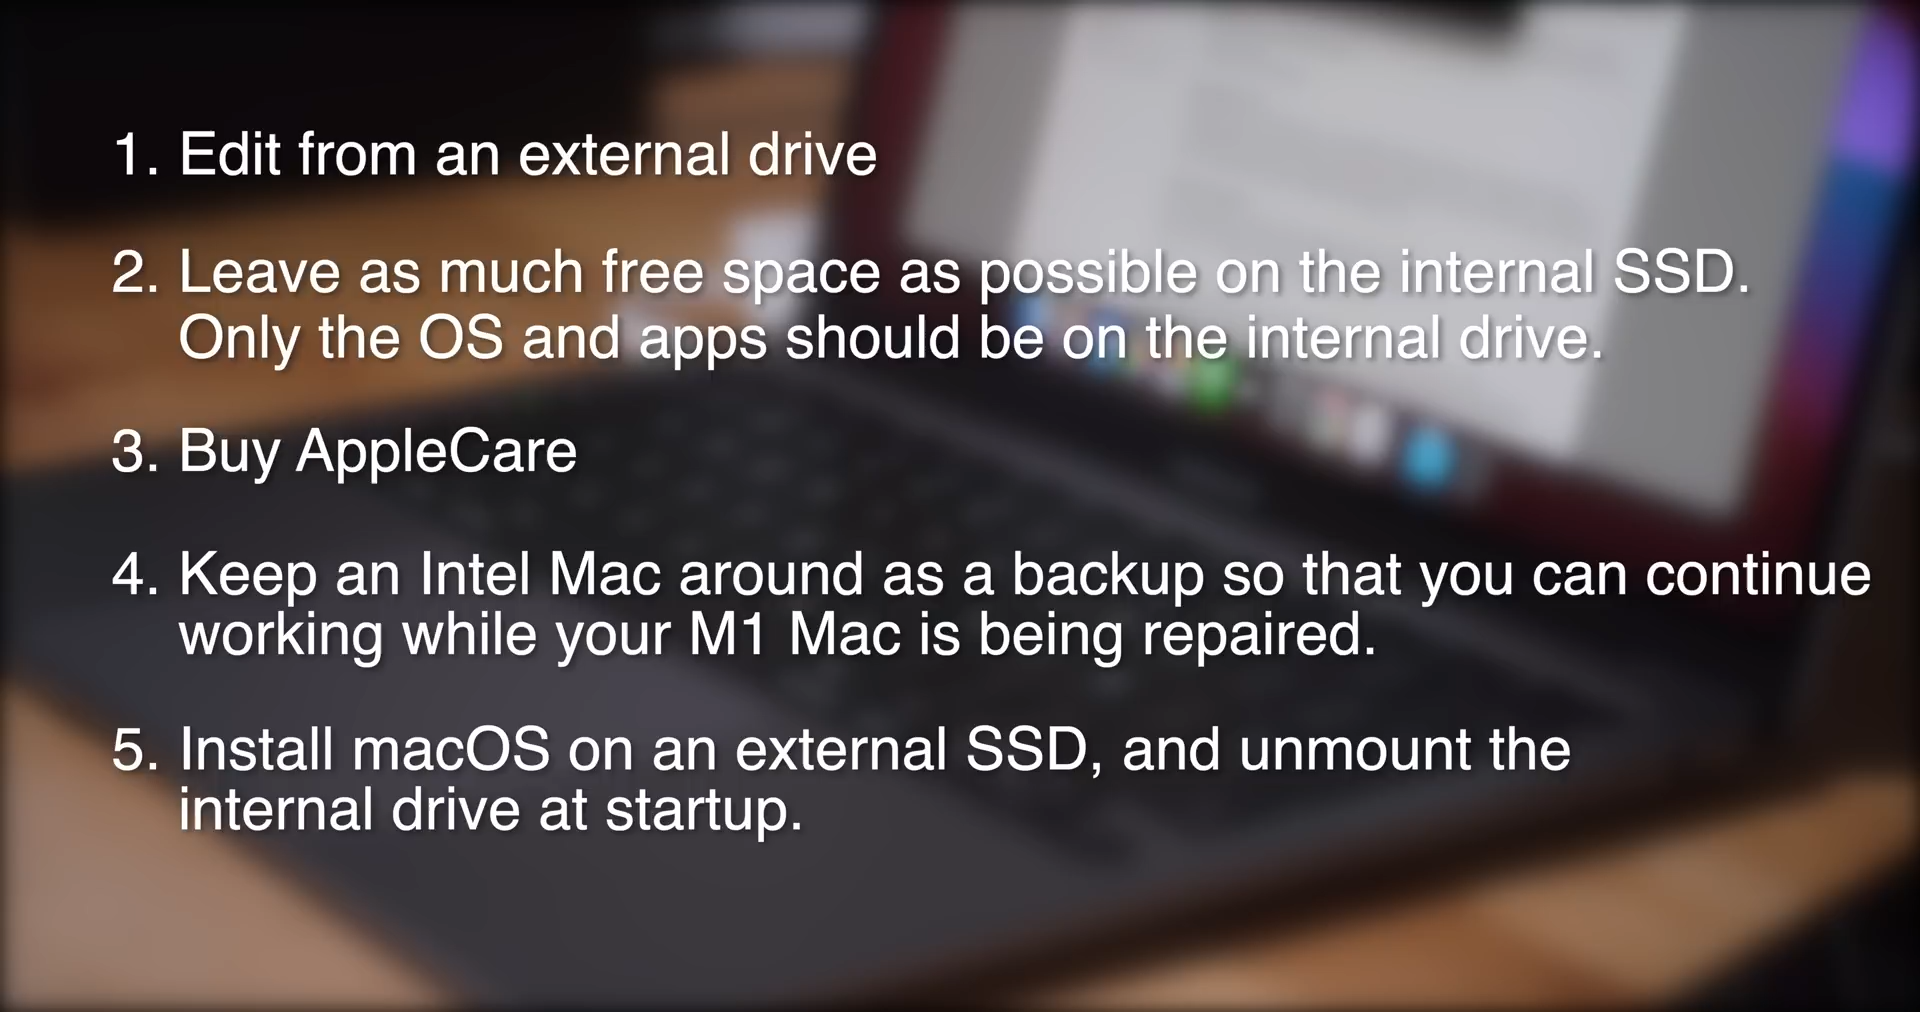 1. Edit from an external drive
2. Leave as much free space as possible on the internal SSD.
Only the OS and apps should be on the internal drive.
3. Buy AppleCare
4. Keep an Intel Mac around as a backup so that you can continue
working while your M1 Mac is being repaired.
5. Install macOS on an external SSD, and unmount the
internal drive at startup.